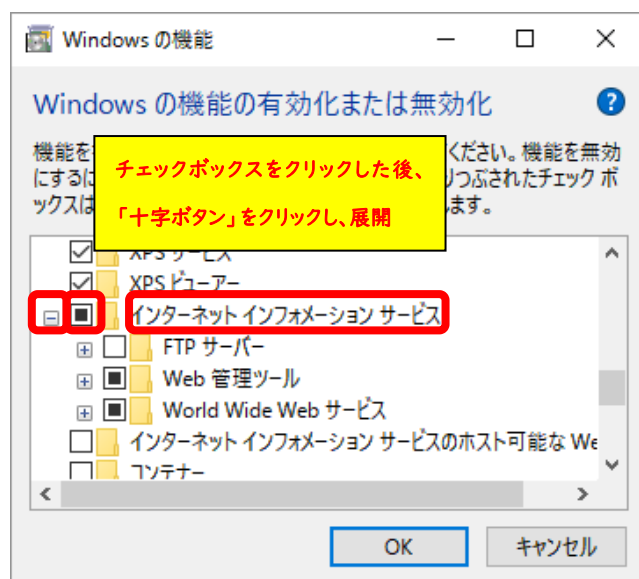 Windows の機能
Windows の機能の有効化または無効化
機能を
ください。機能を無効
にするに
りつぶされたチェック ボ
ックスは
ます。
チェックボックスをクリックした後、
「十字ボタン」をクリックし、展開
XPS サービス
XPS ビューアー
インターネット インフォメーション サービス
FTP サーバー
Web 管理ツール
World Wide Web サービス
インターネット インフォメーション サービスのホスト可能な We
コンテナー
OK
キャンセル